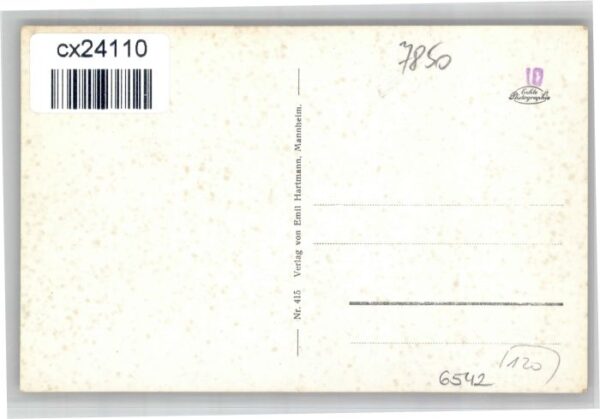 cx24110
7850
10
Echte
Photographie
Nr. 415 Verlag von Emil Hartmann, Mannheim.
(120)
6542